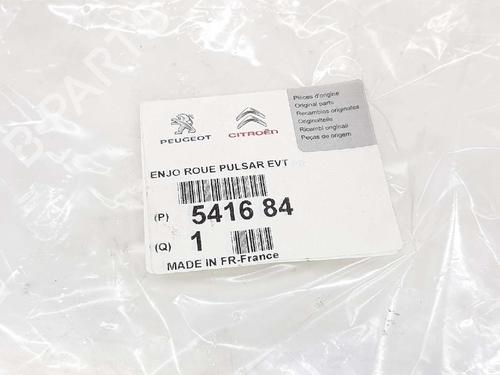 PEUGEOT
CITROËN
Pièces d'origine
Original parts
Recambios originales
Originalteile
Ricambi originali
Peças de origem
ENJO ROUE PULSAR EVT
(P) 5416 84
(Q) 1
MADE IN FR-France